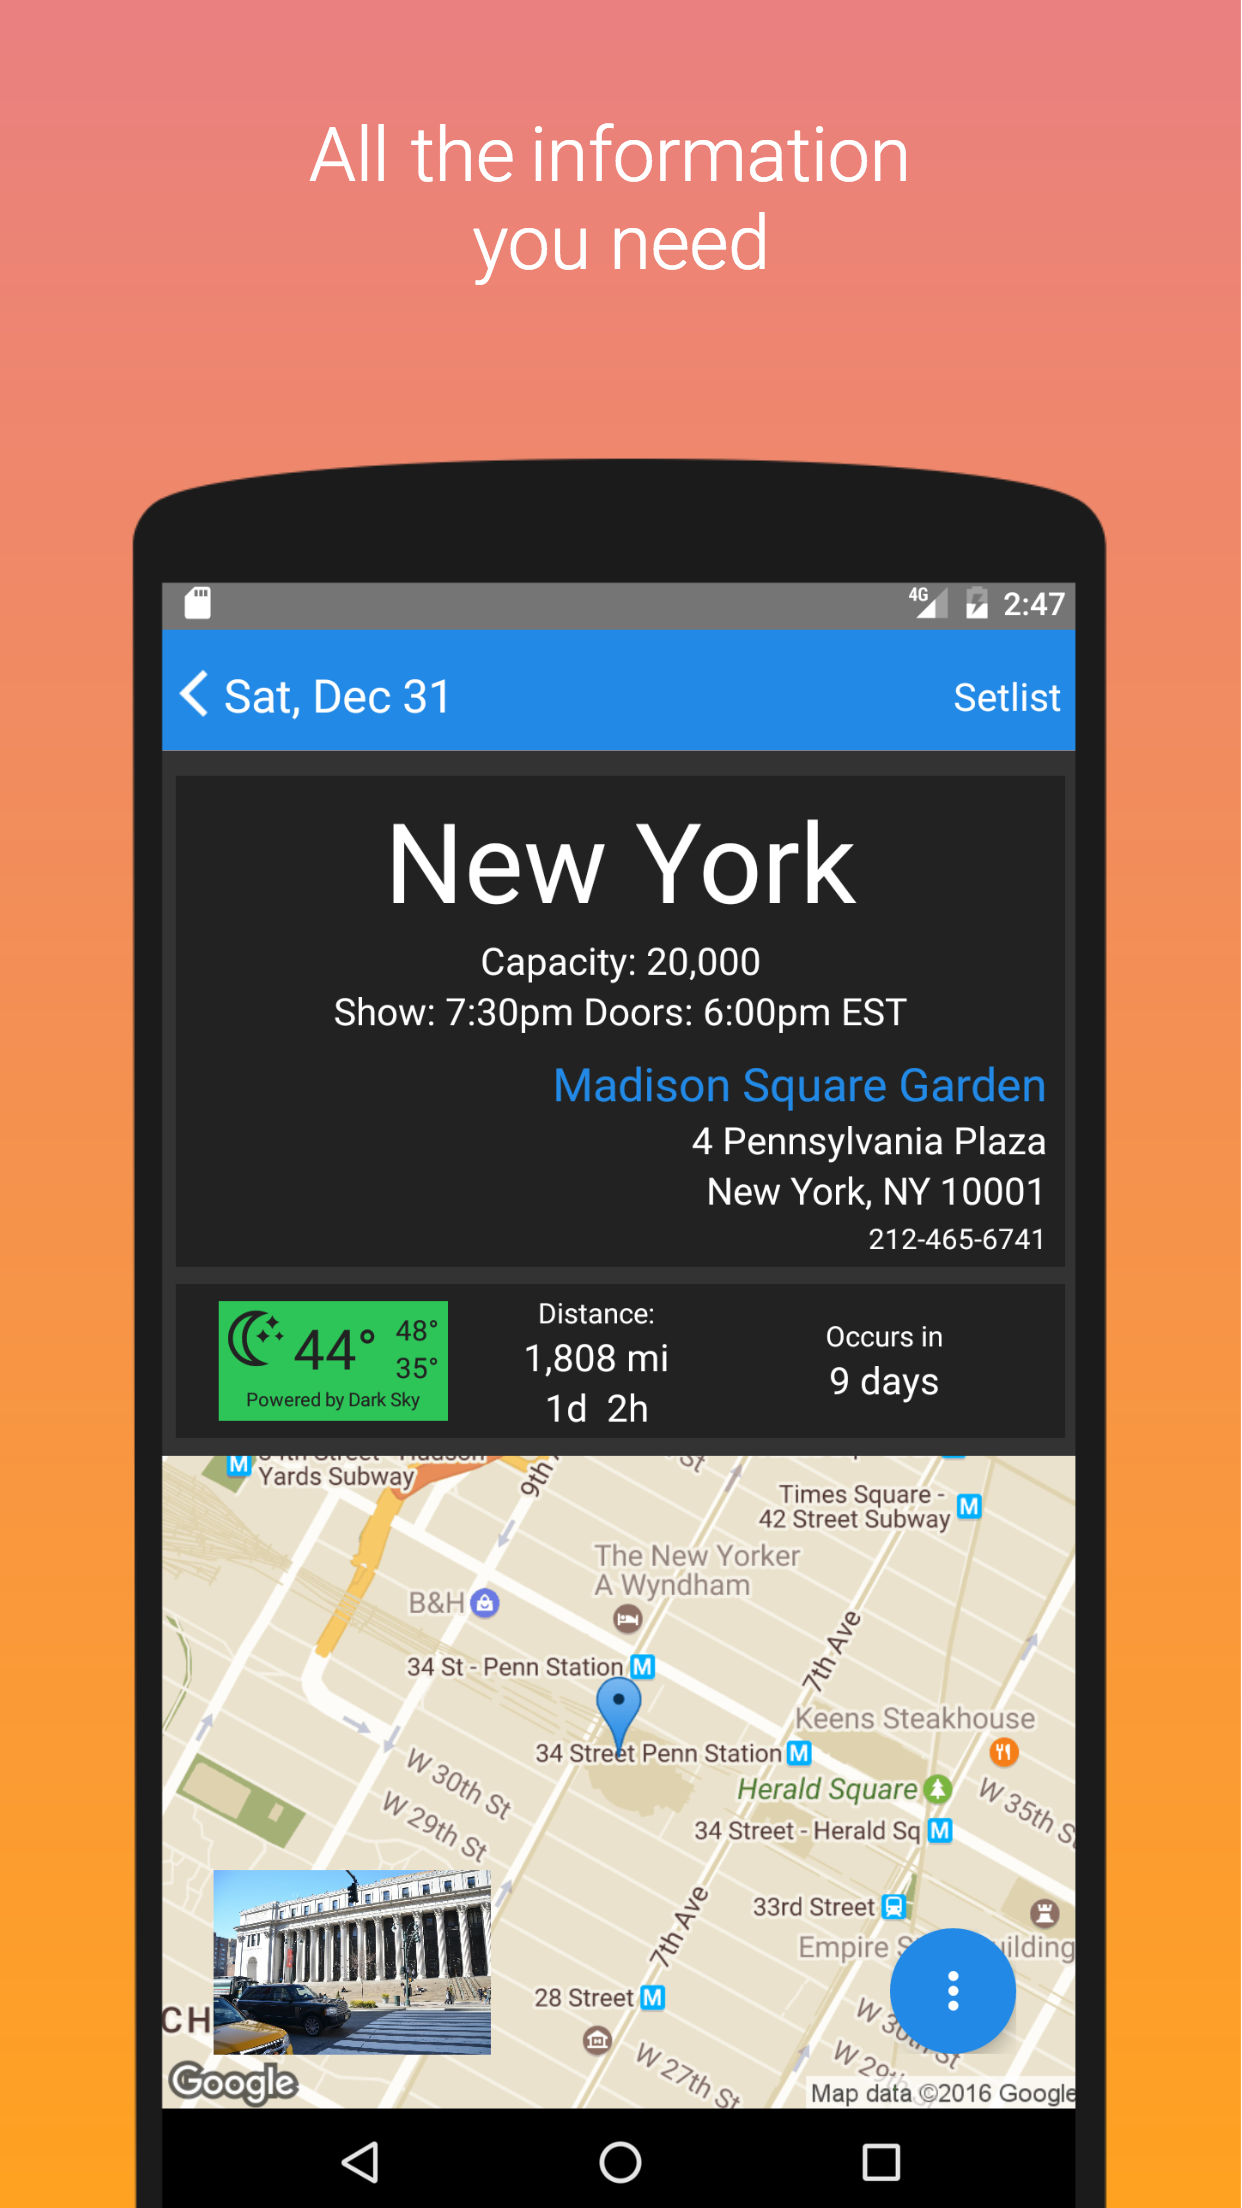 All the information
you need
4G 2:47
Sat, Dec 31
Setlist
New York
Capacity: 20,000
Show: 7:30pm Doors: 6:00pm EST
Madison Square Garden
4 Pennsylvania Plaza
New York, NY 10001
212-465-6741
44° 48°
35°
Powered by Dark Sky
Distance:
1,808 mi
1d 2h
Occurs in
9 days
M
Yards Subway
9th
St
Times Square -
42 Street Subway M
The New Yorker
A Wyndham
B&H
34 St - Penn Station M
7th Ave
Keens Steakhouse
34 Street Penn Station M
Herald Square
W 30th St
W 29th St
W 35th S
34 Street - Herald Sq M
33rd Street
7th Ave
Empire S uilding
28 Street M
CH
W 30th St
W 29th
W 27th St
Google
Map data ©2016 Google